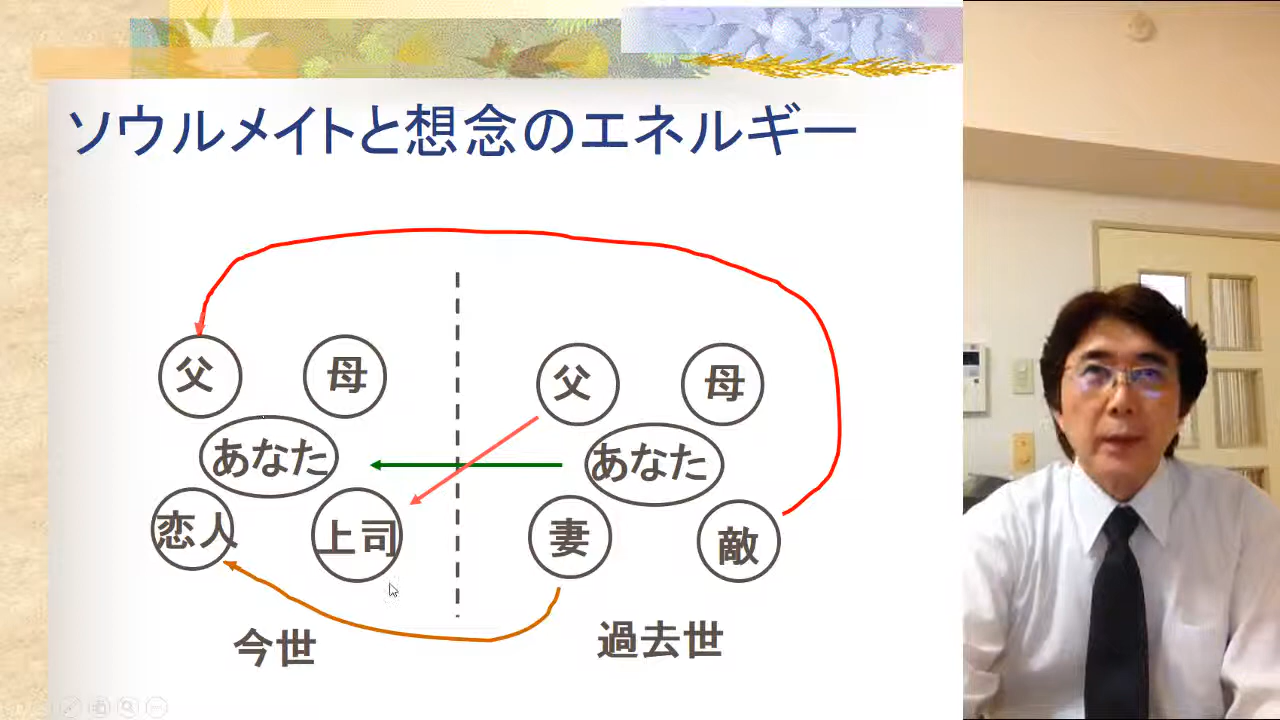 ソウルメイトと想念のエネルギー
父 母
あなた
恋人 上司
今世
父 母
あなた
妻 敵
過去世